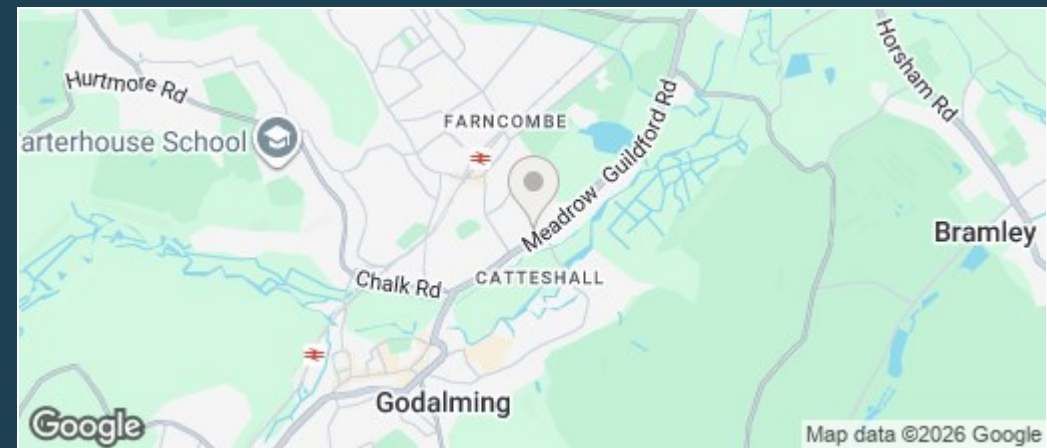 Hurtmore Rd
arterhouse School
FARNCOMBE
Horsham Rd
Meadrow
Guildford Rd
Bramley
CATTESHALL
Chalk Rd
Godalming
Google
Map data ©2026 Google